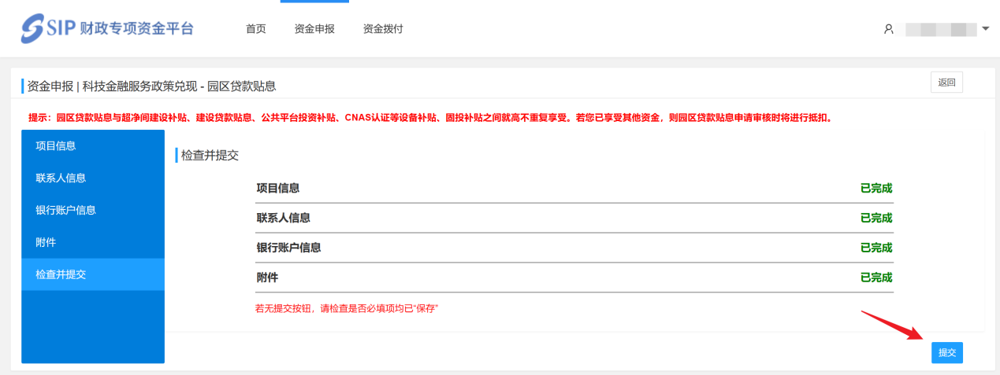 SIP 财政专项资金平台 首页 资金申报 资金拨付
资金申报 | 科技金融服务政策兑现 - 园区贷款贴息 返回
提示：园区贷款贴息与超净间建设补贴、建设贷款贴息、公共平台投资补贴、CNAS认证等设备补贴、固投补贴之间就高不重复享受。若您已享受其他资金，则园区贷款贴息申请审核时将进行抵扣。
项目信息
联系人信息
银行账户信息
附件
检查并提交
检查并提交
项目信息 已完成
联系人信息 已完成
银行账户信息 已完成
附件 已完成
若无提交按钮，请检查是否必填项均已“保存”
提交